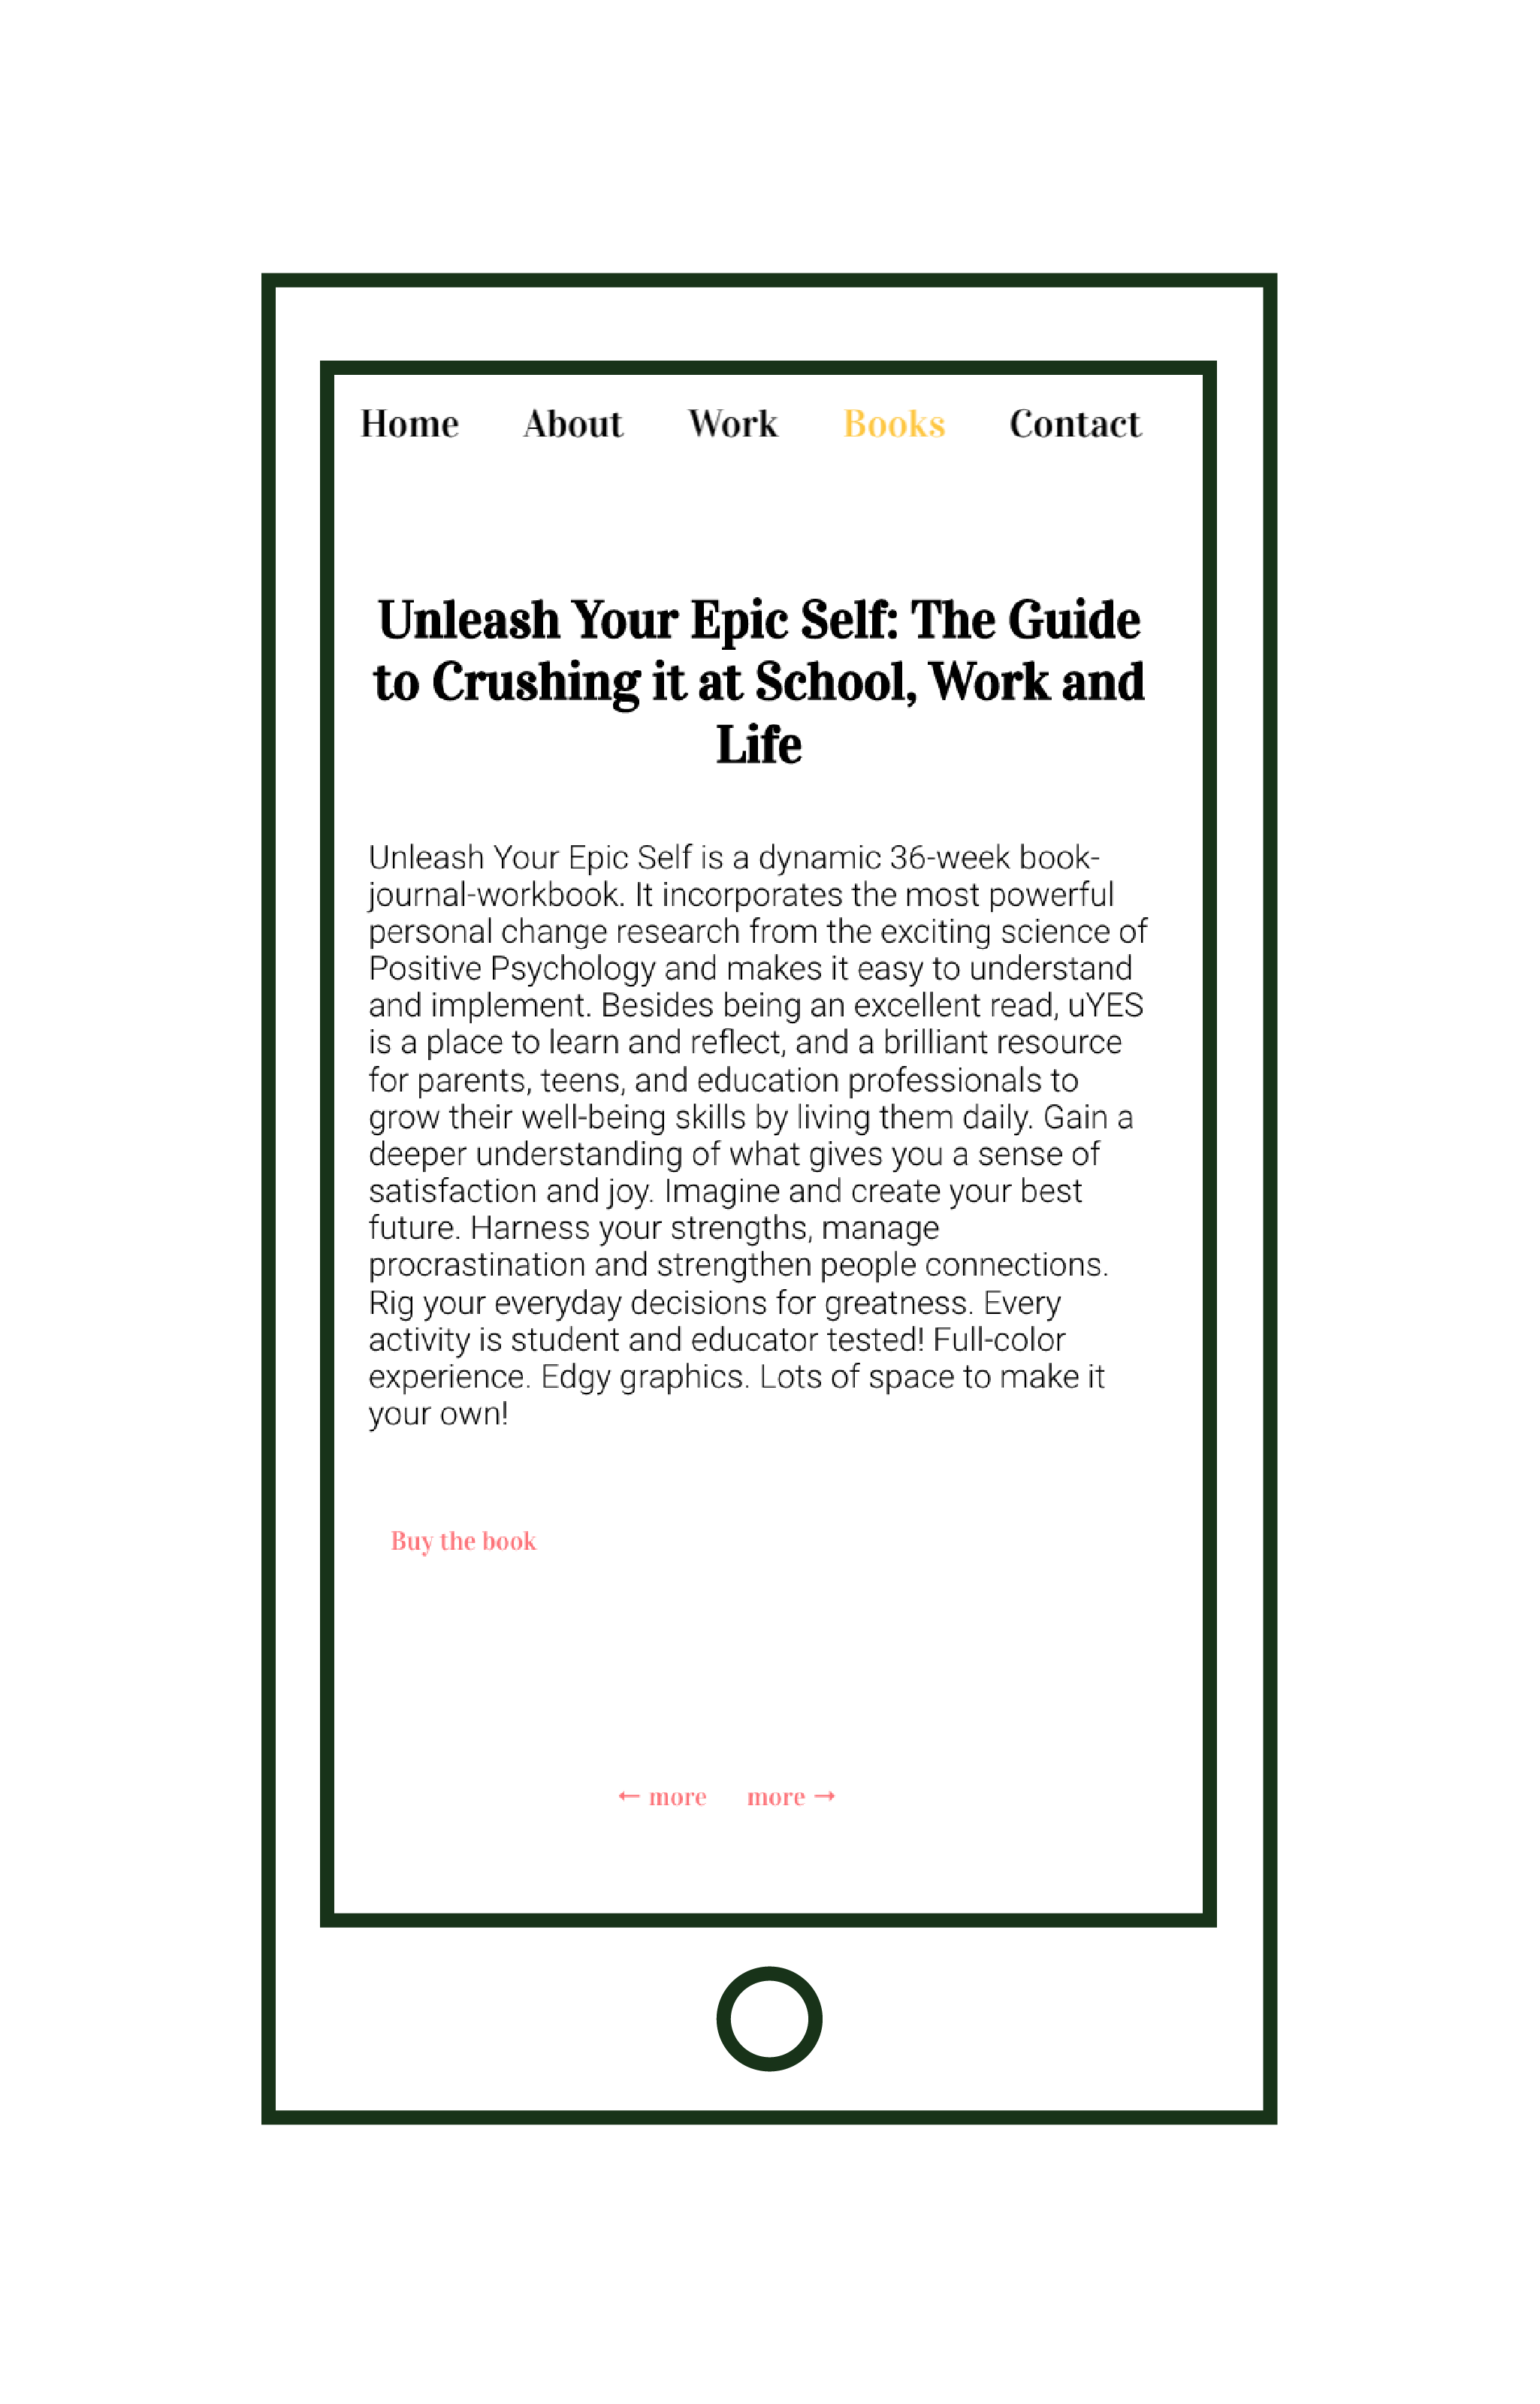 Home About Work Books Contact
Unleash Your Epic Self: The Guide
to Crushing it at School, Work and
Life
Unleash Your Epic Self is a dynamic 36-week book-
journal-workbook. It incorporates the most powerful
personal change research from the exciting science of
Positive Psychology and makes it easy to understand
and implement. Besides being an excellent read, uYES
is a place to learn and reflect, and a brilliant resource
for parents, teens, and education professionals to
grow their well-being skills by living them daily. Gain a
deeper understanding of what gives you a sense of
satisfaction and joy. Imagine and create your best
future. Harness your strengths, manage
procrastination and strengthen people connections.
Rig your everyday decisions for greatness. Every
activity is student and educator tested! Full-color
experience. Edgy graphics. Lots of space to make it
your own!
Buy the book
← more more →